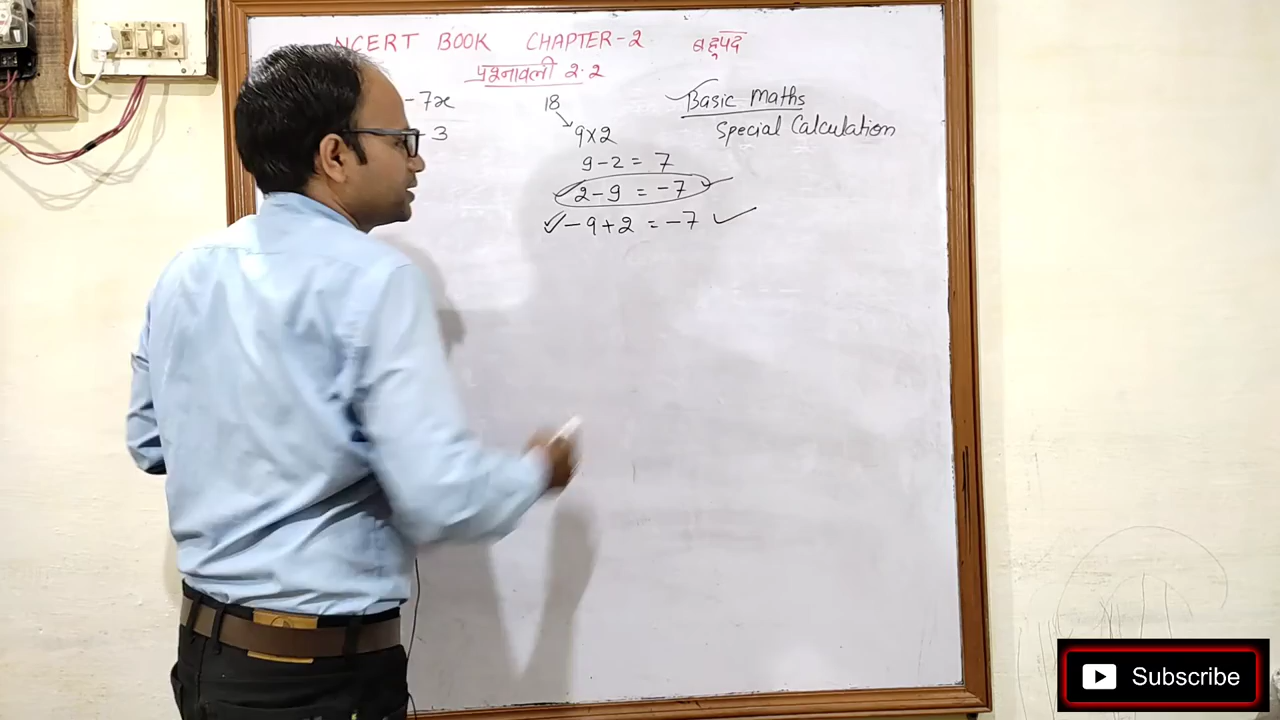 NCERT BOOK CHAPTER-2 बहुपद
प्रश्नावली 2.2
- 7x
- 3
18
9x2
9-2 = 7
2-9 = -7
-9+2 = -7
Basic Maths
Special Calculation
Subscribe